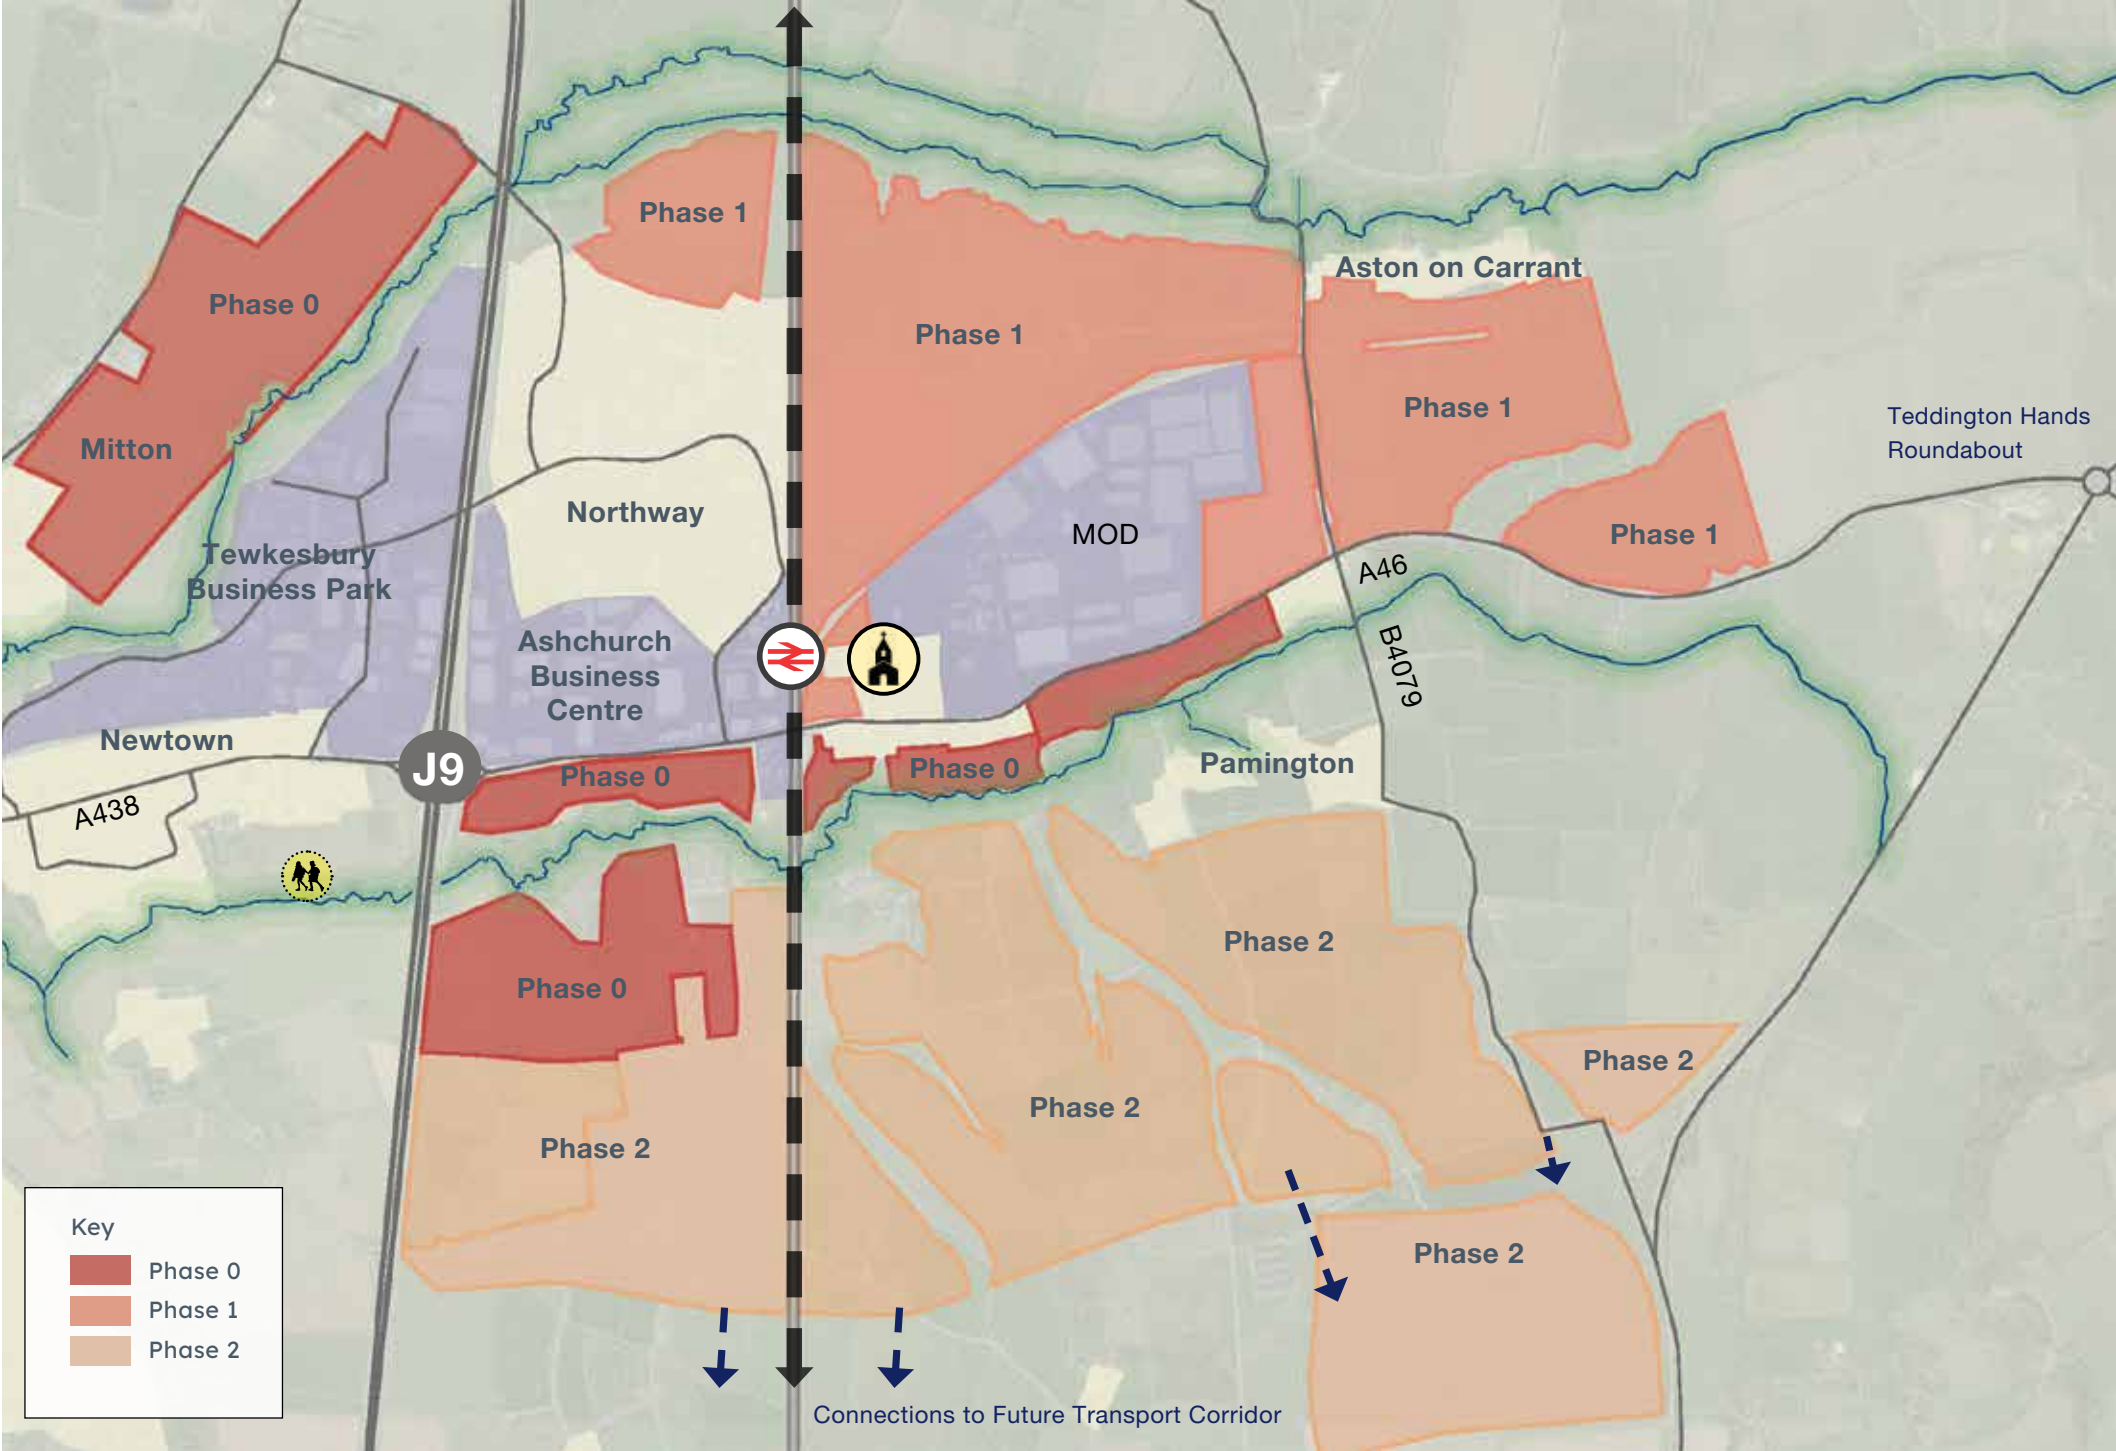 Phase 1
Aston on Carrant
Phase 0
Phase 1
Phase 1
Teddington Hands
Roundabout
Mitton
Northway
MOD
Phase 1
Tewkesbury
Business Park
A46
Ashchurch
Business
Centre
B4079
Newtown
J9
Phase 0
Phase 0
Pamington
A438
Phase 2
Phase 0
Phase 2
Phase 2
Phase 2
Phase 2
Key
Phase 0
Phase 1
Phase 2
Connections to Future Transport Corridor